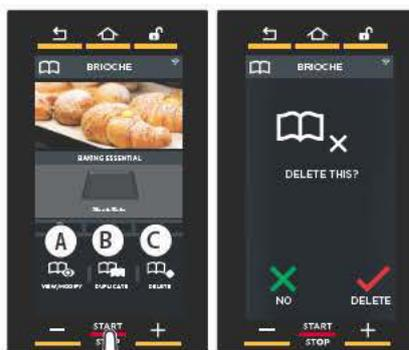 BRIOCHE
BAKING ESSENTIAL
A B C
VIEW/MODIFY DUPLICATE DELETE
START
STOP
BRIOCHE
DELETE THIS?
NO DELETE
START
STOP